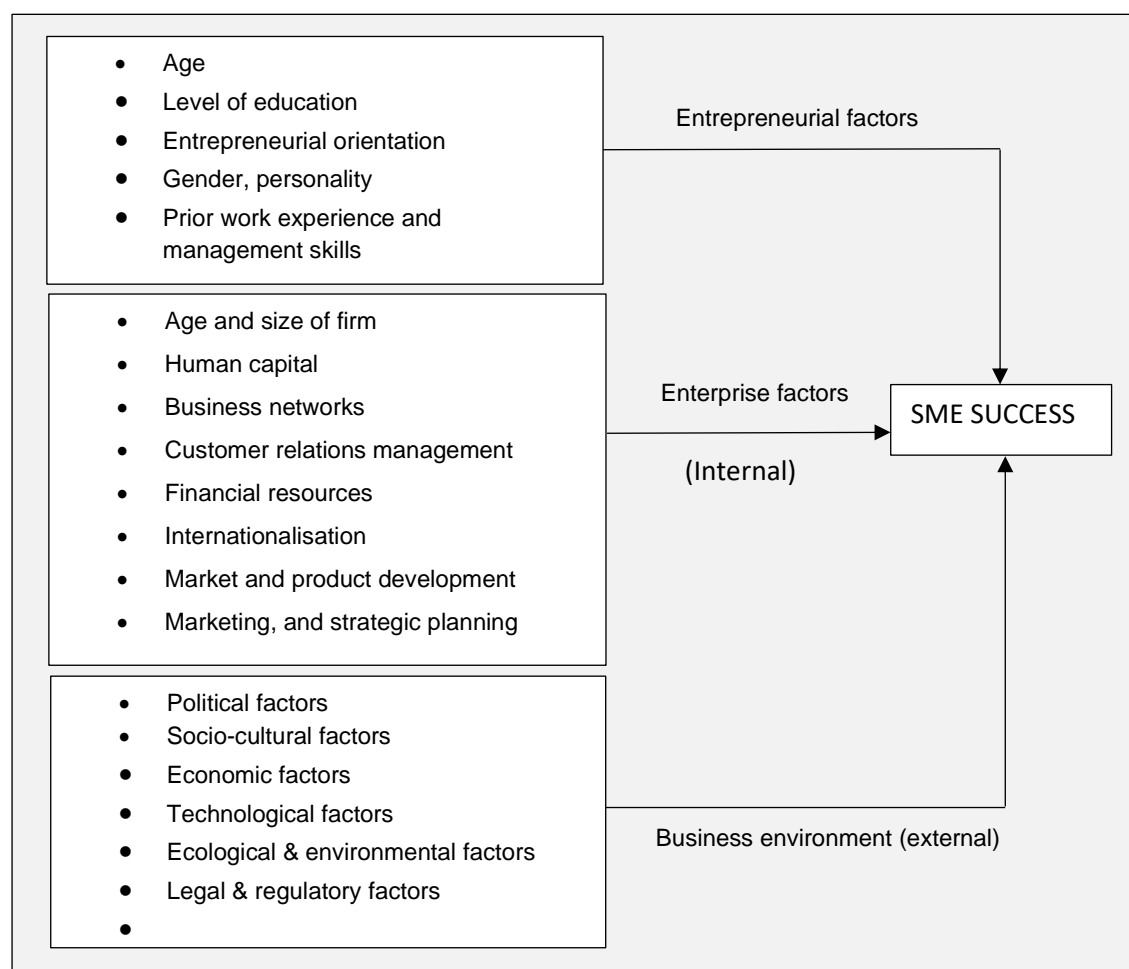 • Age
• Level of education
• Entrepreneurial orientation
• Gender, personality
• Prior work experience and
management skills
Entrepreneurial factors
• Age and size of firm
• Human capital
• Business networks
• Customer relations management
• Financial resources
• Internationalisation
• Market and product development
• Marketing, and strategic planning
Enterprise factors
(Internal)
SME SUCCESS
• Political factors
• Socio-cultural factors
• Economic factors
• Technological factors
• Ecological & environmental factors
• Legal & regulatory factors
•
Business environment (external)